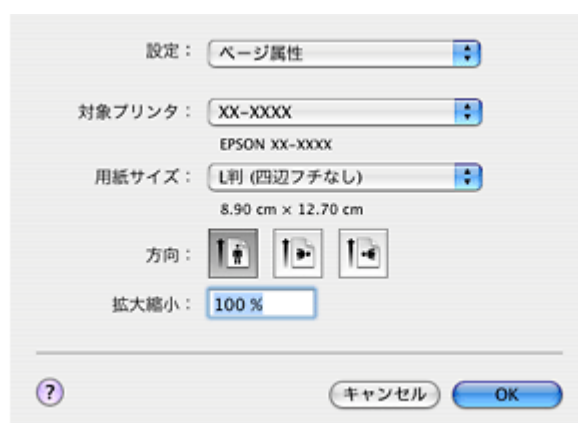 設定： ページ属性
対象プリンタ： XX-XXXX
EPSON XX-XXXX
用紙サイズ： L判 (四辺フチなし)
8.90 cm × 12.70 cm
方向：
拡大縮小： 100 %
? キャンセル OK